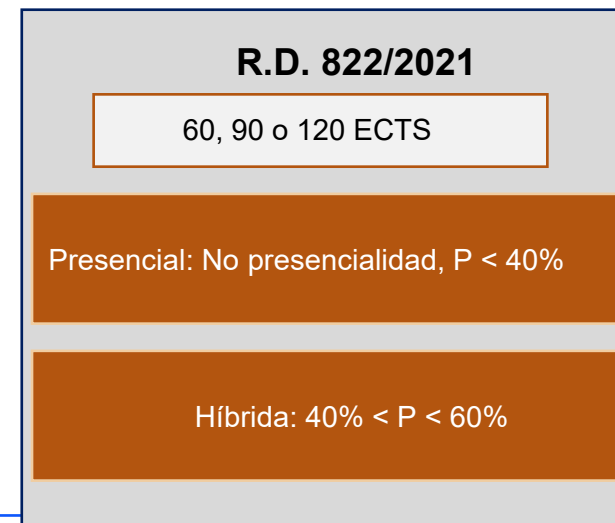 R.D. 822/2021
60, 90 o 120 ECTS
Presencial: No presencialidad, P < 40%
Híbrida: 40% < P < 60%